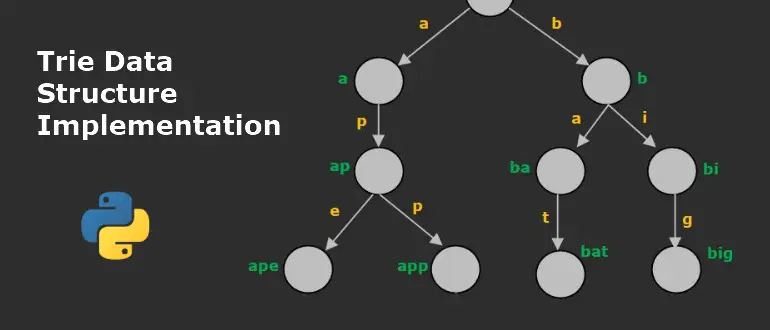 Trie Data
Structure
Implementation
a b
a b
p a i
ap ba bi
e p t g
ape app bat big